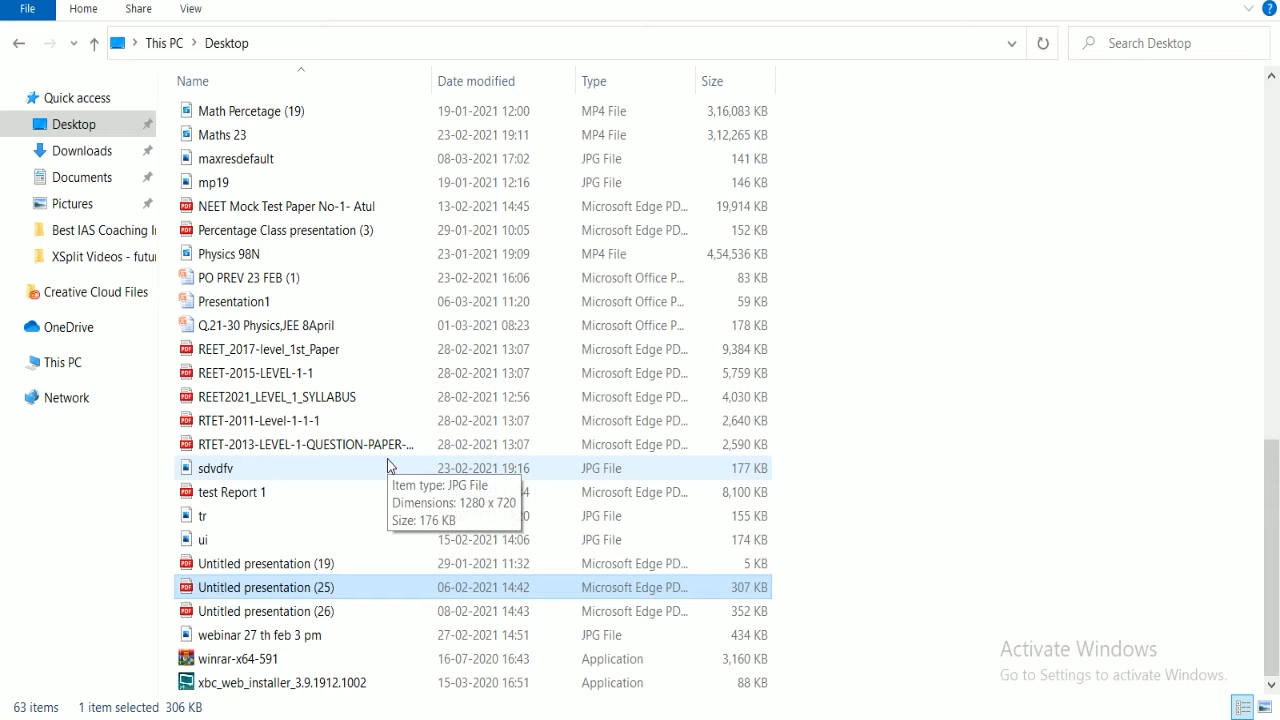 File Home Share View
This PC > Desktop
Search Desktop
Name Date modified Type Size
Quick access
Desktop
Downloads
Documents
Pictures
Best IAS Coaching
XSplit Videos - futu
Creative Cloud Files
OneDrive
This PC
Network
Math Percetage (19) 19-01-2021 12:00 MP4 File 3,16,083 KB
Maths 23 23-02-2021 19:11 MP4 File 3,12,265 KB
maxresdefault 08-03-2021 17:02 JPG File 141 KB
mp19 19-01-2021 12:16 JPG File 146 KB
NEET Mock Test Paper No-1- Atul 13-02-2021 14:45 Microsoft Edge PD... 19,914 KB
Percentage Class presentation (3) 29-01-2021 10:05 Microsoft Edge PD... 152 KB
Physics 98N 23-01-2021 19:09 MP4 File 4,54,536 KB
PO PREV 23 FEB (1) 23-02-2021 16:06 Microsoft Office P... 83 KB
Presentation1 06-03-2021 11:20 Microsoft Office P... 59 KB
Q.21-30 Physics,JEE 8April 01-03-2021 08:23 Microsoft Office P... 178 KB
REET_2017-level_1st_Paper 28-02-2021 13:07 Microsoft Edge PD... 9,384 KB
REET-2015-LEVEL-1-1 28-02-2021 13:07 Microsoft Edge PD... 5,759 KB
REET2021_LEVEL_1_SYLLABUS 28-02-2021 12:56 Microsoft Edge PD... 4,030 KB
RTET-2011-Level-1-1-1 28-02-2021 13:07 Microsoft Edge PD... 2,640 KB
RTET-2013-LEVEL-1-QUESTION-PAPER-... 28-02-2021 13:07 Microsoft Edge PD... 2,590 KB
sdvdfv 23-02-2021 19:16 JPG File 177 KB
Item type: JPG File
Dimensions: 1280 x 720
Size: 176 KB
test Report 1 Microsoft Edge PD... 8,100 KB
tr JPG File 155 KB
ui 15-02-2021 14:06 JPG File 174 KB
Untitled presentation (19) 29-01-2021 11:32 Microsoft Edge PD... 5 KB
Untitled presentation (25) 06-02-2021 14:42 Microsoft Edge PD... 307 KB
Untitled presentation (26) 08-02-2021 14:43 Microsoft Edge PD... 352 KB
webinar 27 th feb 3 pm 27-02-2021 14:51 JPG File 434 KB
winrar-x64-591 16-07-2020 16:43 Application 3,160 KB
xbc_web_installer_3.9.1912.1002 15-03-2020 16:51 Application 88 KB
Activate Windows
Go to Settings to activate Windows.
63 items 1 item selected 306 KB